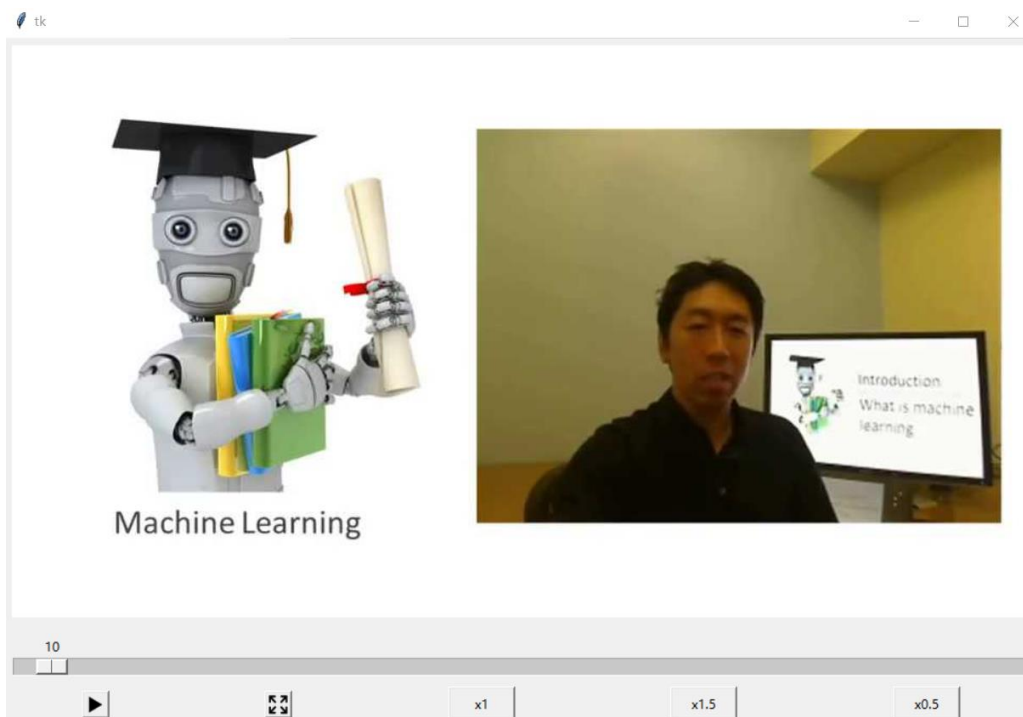 tk
Introduction
What is machine
learning
Machine Learning
10
x1
x1.5
x0.5